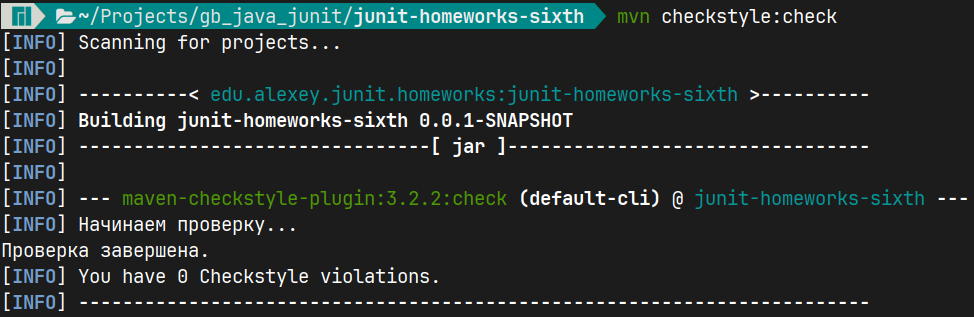 ~/Projects/gb_java_junit/junit-homeworks-sixth mvn checkstyle:check
[INFO] Scanning for projects...
[INFO]
[INFO] ----------< edu.alexey.junit.homeworks:junit-homeworks-sixth >----------
[INFO] Building junit-homeworks-sixth 0.0.1-SNAPSHOT
[INFO] --------------------------------[ jar ]---------------------------------
[INFO]
[INFO] --- maven-checkstyle-plugin:3.2.2:check (default-cli) @ junit-homeworks-sixth ---
[INFO] Начинаем проверку...
Проверка завершена.
[INFO] You have 0 Checkstyle violations.
[INFO] ------------------------------------------------------------------------